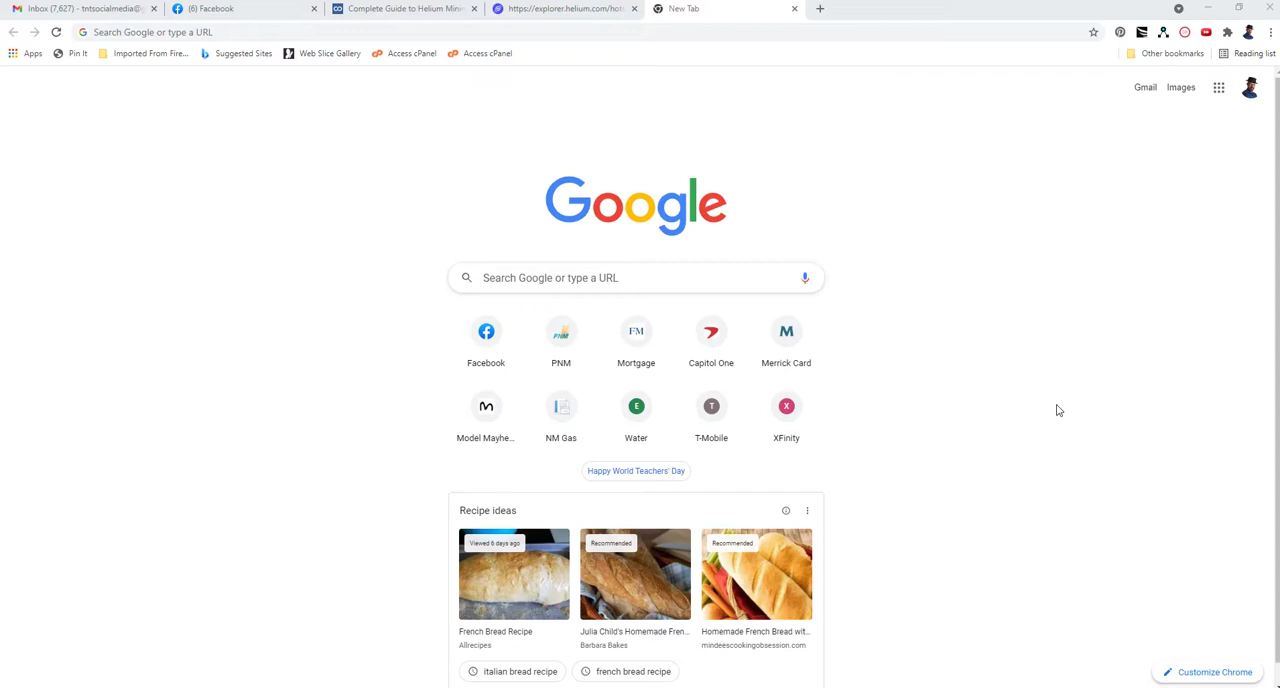 Inbox (7,627) - tntsocialmedia@g
(6) Facebook
Complete Guide to Helium Mini
https://explorer.helium.com/hot
New Tab
Search Google or type a URL
Apps
Pin It
Imported From Fire...
Suggested Sites
Web Slice Gallery
Access cPanel
Access cPanel
Other bookmarks
Reading list
Gmail
Images
Google
Search Google or type a URL
FM
M
Facebook
PNM
Mortgage
Capitol One
Merrick Card
E
T
X
Model Mayhe...
NM Gas
Water
T-Mobile
XFinity
Happy World Teachers' Day
Recipe ideas
Viewed 6 days ago
Recommended
Recommended
French Bread Recipe
Julia Child's Homemade Fren...
Homemade French Bread wit...
Allrecipes
Barbara Bakes
mindeescookingobsession.com
italian bread recipe
french bread recipe
Customize Chrome